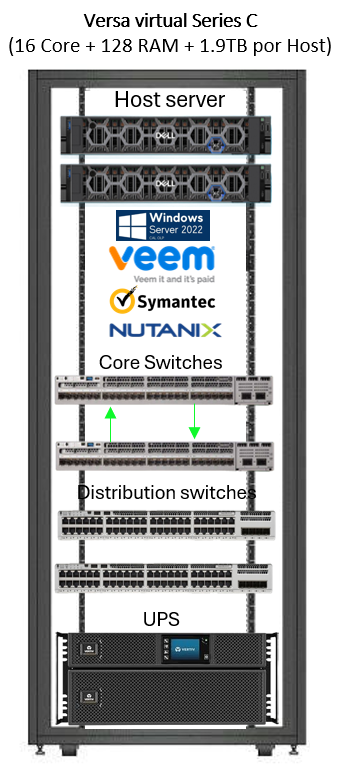 Versa virtual Series C
(16 Core + 128 RAM + 1.9TB por Host)
Host server
DELL
DELL
Windows
Server 2022
veem
Veem it and it's paid
Symantec
NUTANIX
Core Switches
Distribution switches
UPS